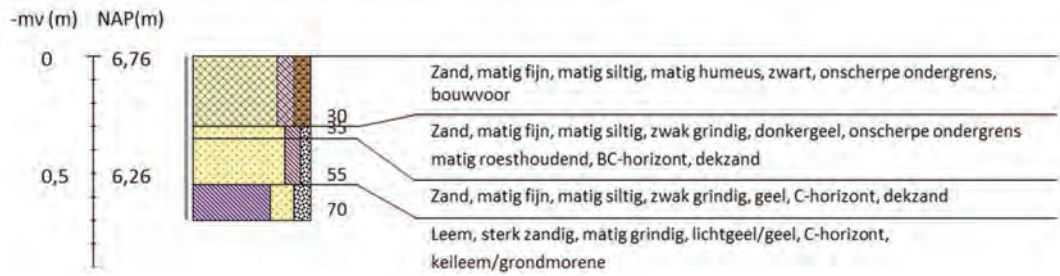 -mv (m) NAP(m)
0 6,76
Zand, matig fijn, matig siltig, matig humeus, zwart, onscherpe ondergrens,
bouwvoor
30
35
Zand, matig fijn, matig siltig, zwak grindig, donkergeel, onscherpe ondergrens
matig roesthoudend, BC-horizont, dekzand
0,5 6,26
55
Zand, matig fijn, matig siltig, zwak grindig, geel, C-horizont, dekzand
70
Leem, sterk zandig, matig grindig, lichtgeel/geel, C-horizont,
keileem/grondmorene